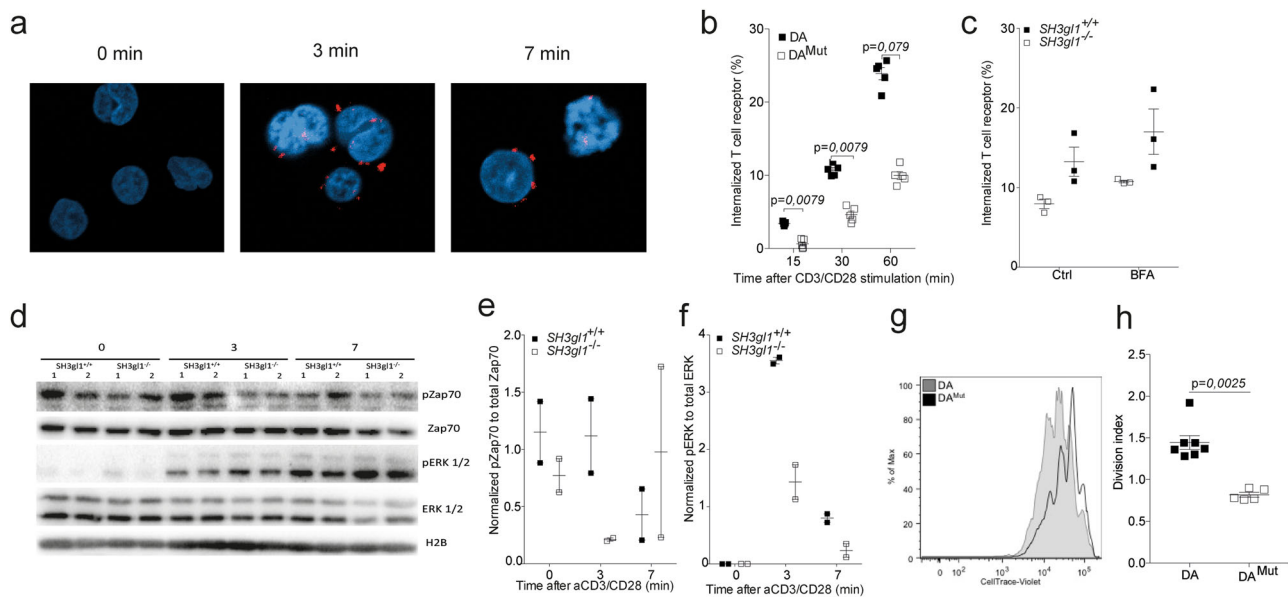 a
0 min
3 min
7 min
b
DA
DA^Mut
p=0,0079
p=0,0079
p=0,079
Internalized T cell receptor (%)
30
20
10
0
15 30 60
Time after CD3/CD28 stimulation (min)
c
SH3gl1+/+
SH3gl1-/-
Internalized T cell receptor (%)
30
20
10
0
Ctrl BFA
d
0 3 7
SH3gl1+/+ SH3gl1-/- SH3gl1+/+ SH3gl1-/- SH3gl1+/+ SH3gl1-/-
1 2 1 2 1 2 1 2 1 2 1 2
pZap70
Zap70
pERK 1/2
ERK 1/2
H2B
e
SH3gl1+/+
SH3gl1-/-
Normalized pZap70 to total Zap70
2.0
1.5
1.0
0.5
0.0
0 3 7
Time after aCD3/CD28 (min)
f
SH3gl1+/+
SH3gl1-/-
Normalized pERK to total ERK
4
3
2
1
0
0 3 7
Time after aCD3/CD28 (min)
g
DA
DA^Mut
% of Max
100
80
60
40
20
0
0 10^2 10^3 10^4 10^5
CellTrace-Violet
h
p=0,0025
Division index
2.5
2.0
1.5
1.0
0.5
0.0
DA DA^Mut